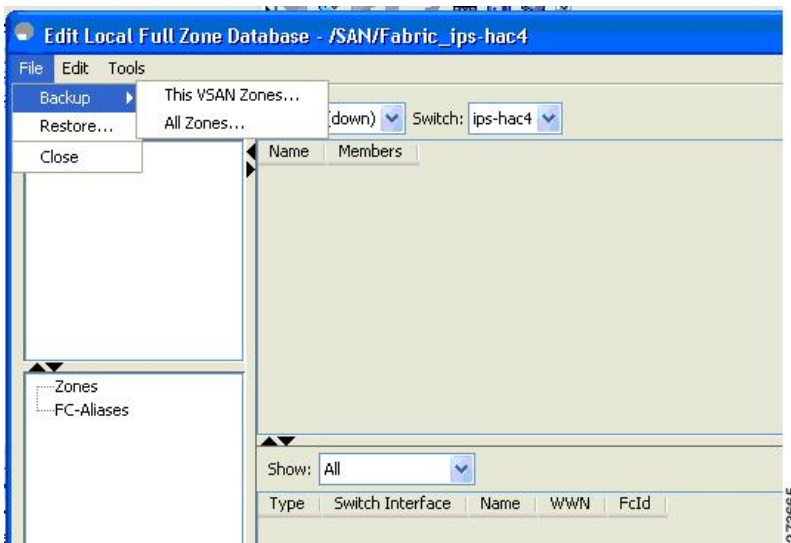 Edit Local Full Zone Database - /SAN/Fabric_ips-hac4
File Edit Tools
Backup This VSAN Zones...
Restore... All Zones...
Close
(down) Switch: ips-hac4
Name Members
Zones
FC-Aliases
Show: All
Type Switch Interface Name WWN FcId